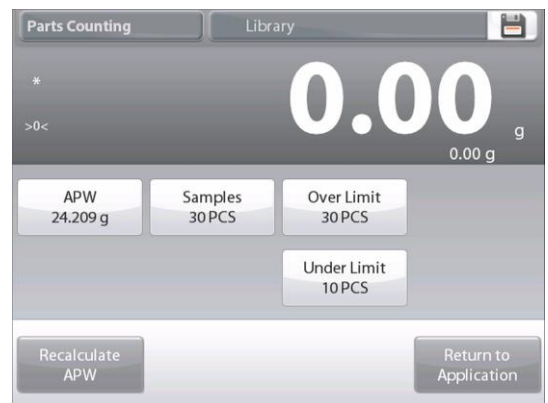 Parts Counting
Library
*
0.00 g
>0<
0.00 g
APW
24.209 g
Samples
30 PCS
Over Limit
30 PCS
Under Limit
10 PCS
Recalculate
APW
Return to
Application